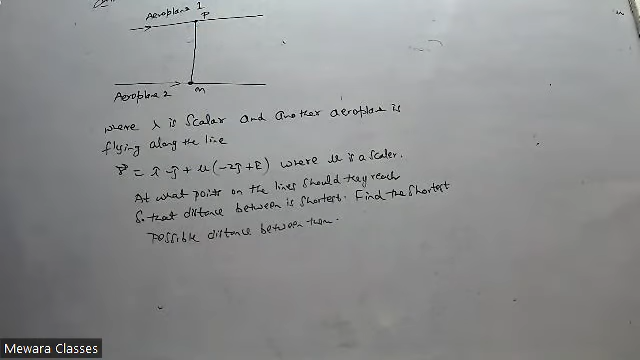 Aeroplane 1
P
Aeroplane 2
m
where λ is scalar and another aeroplane is
flying along the line
r⃗ = î - ĵ + μ(-2ĵ + k̂) where μ is a scaler.
At what points on the lines should they reach
So that distance between is shortest. Find the shortest
Possible distance between them.
Mewara Classes